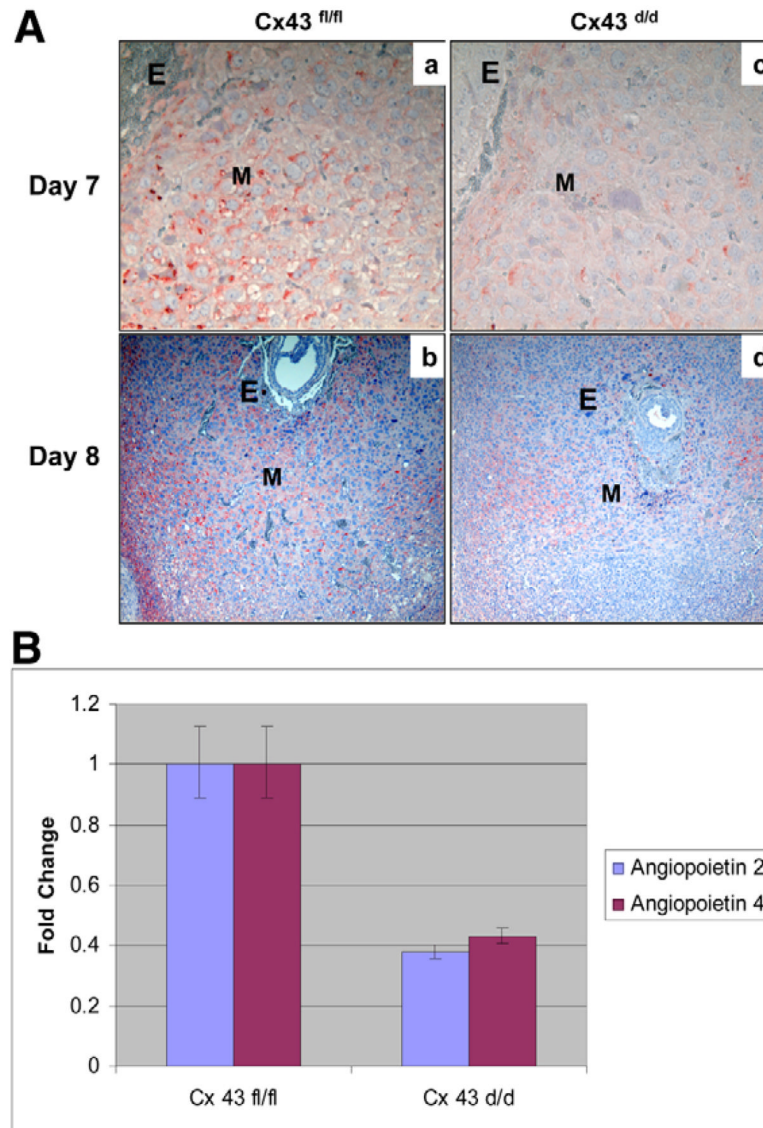 A
Cx43 fl/fl
Cx43 d/d
Day 7
E
M
a
E
M
c
Day 8
E
M
b
E
M
d
B
Fold Change
1.2
1
0.8
0.6
0.4
0.2
0
Cx 43 fl/fl
Cx 43 d/d
Angiopoietin 2
Angiopoietin 4